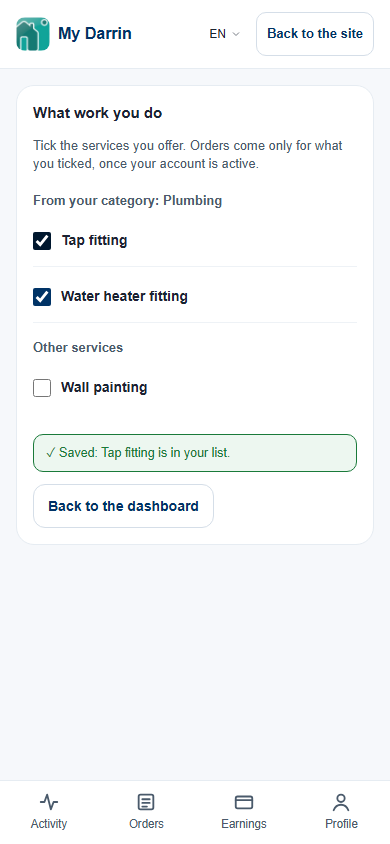 My Darrin
EN
Back to the site
What work you do
Tick the services you offer. Orders come only for what
you ticked, once your account is active.
From your category: Plumbing
Tap fitting
Water heater fitting
Other services
Wall painting
✓ Saved: Tap fitting is in your list.
Back to the dashboard
Activity
Orders
Earnings
Profile